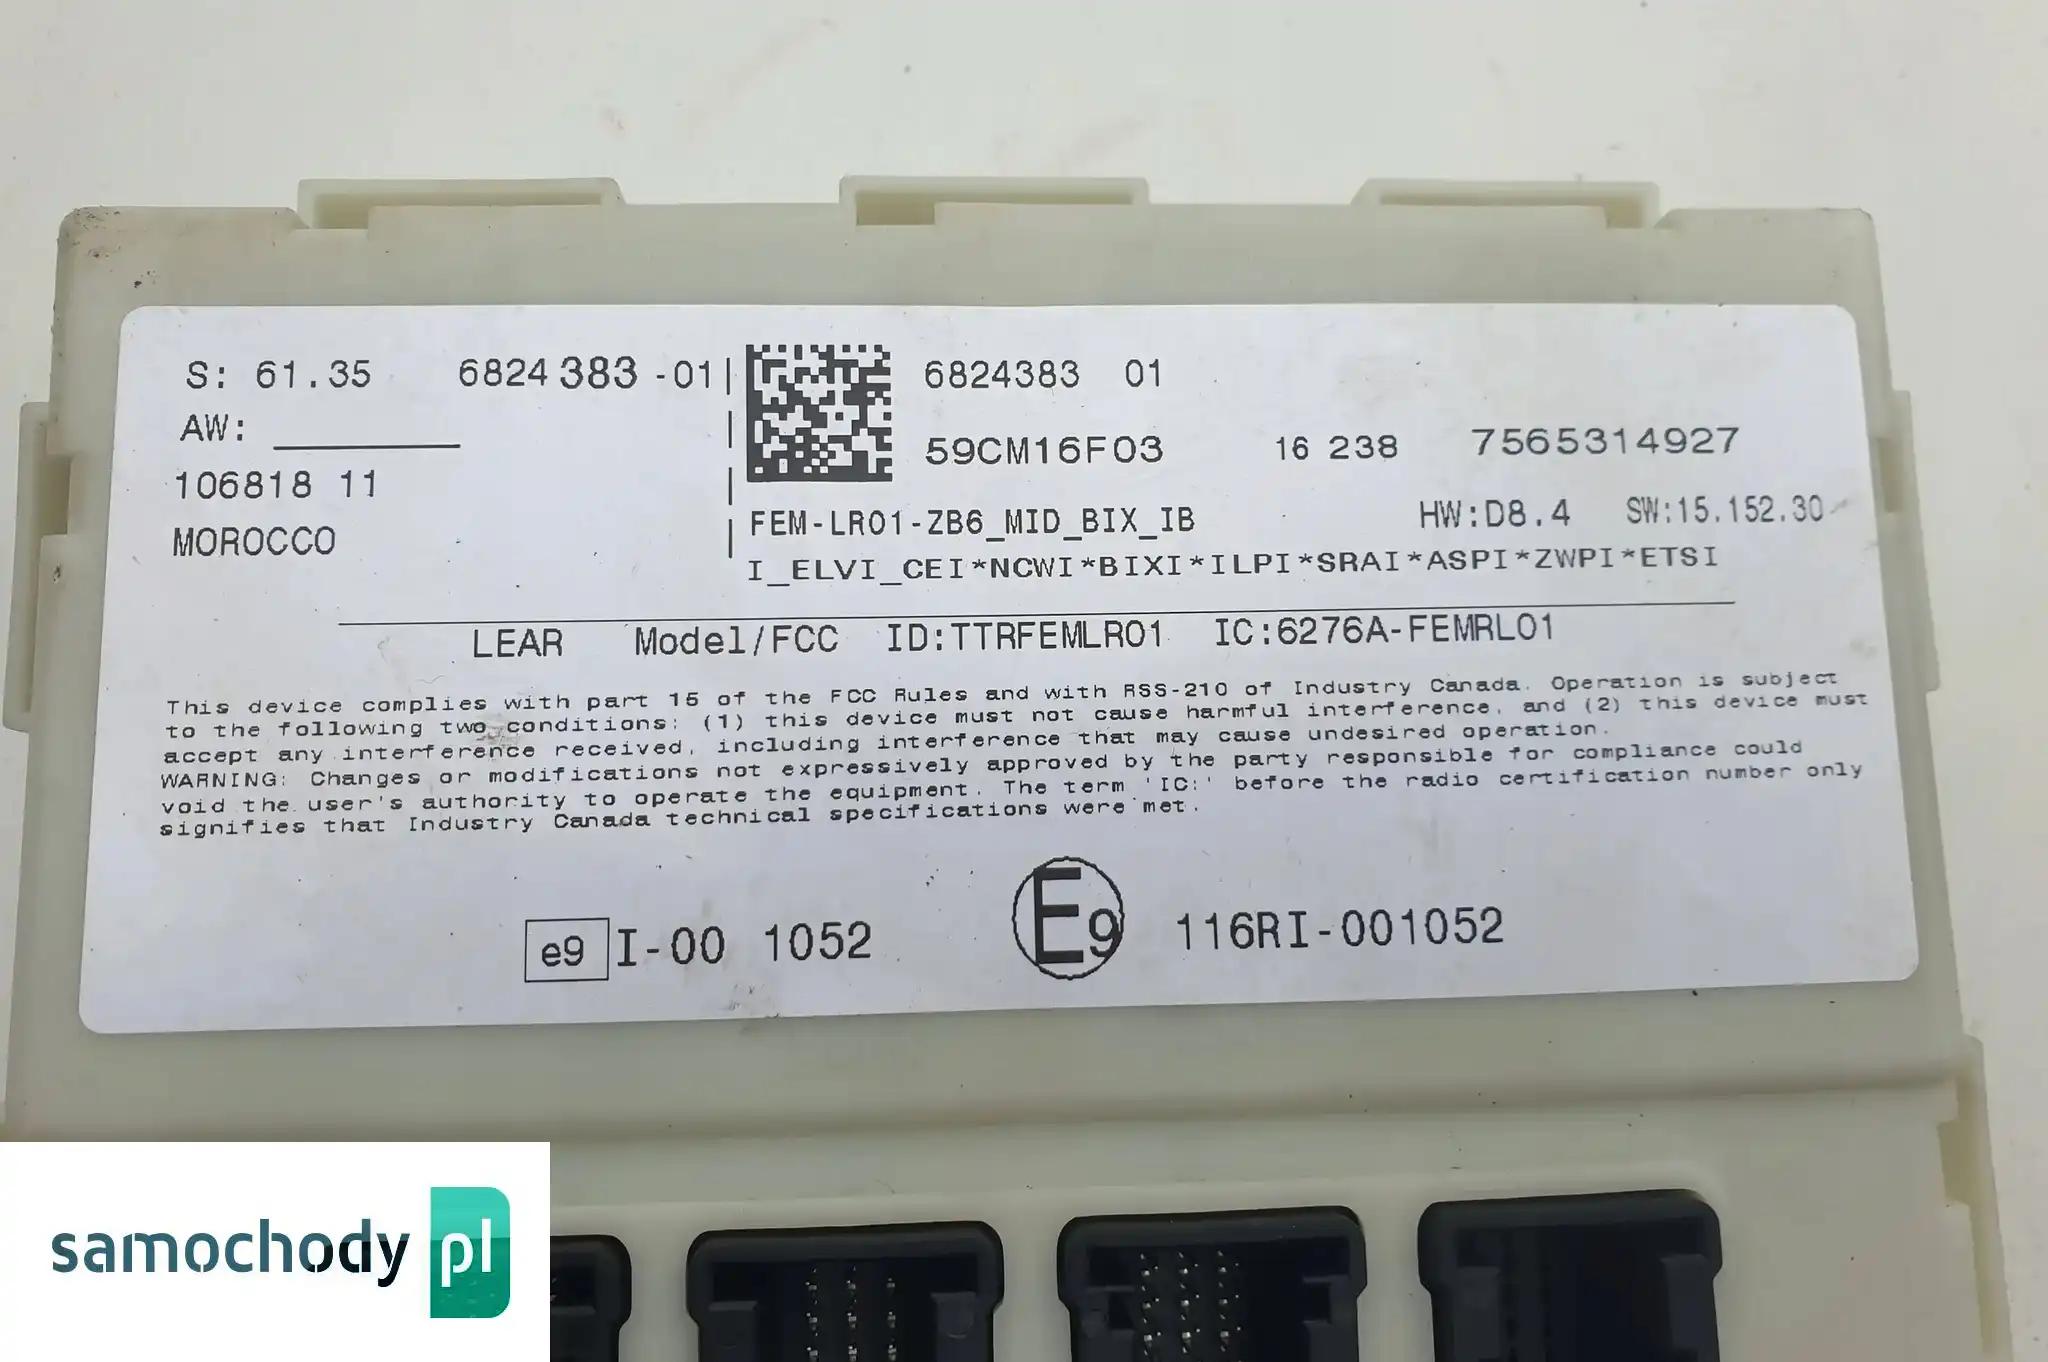 S: 61.35 6824 383 -01
AW:
106818 11
MOROCCO
6824383 01
59CM16F03 16 238 7565314927
FEM-LR01-ZB6_MID_BIX_IB HW:D8.4 SW:15.152.30
I_ELVI_CEI*NCWI*BIXI*ILPI*SRAI*ASPI*ZWPI*ETSI
LEAR Model/FCC ID:TTRFEMLR01 IC:6276A-FEMRL01
This device complies with part 15 of the FCC Rules and with RSS-210 of Industry Canada. Operation is subject
to the following two conditions: (1) this device must not cause harmful interference, and (2) this device must
accept any interference received, including interference that may cause undesired operation.
WARNING: Changes or modifications not expressively approved by the party responsible for compliance could
void the user's authority to operate the equipment. The term 'IC:' before the radio certification number only
signifies that Industry Canada technical specifications were met.
e9 I-00 1052 E9 116RI-001052
samochody pl